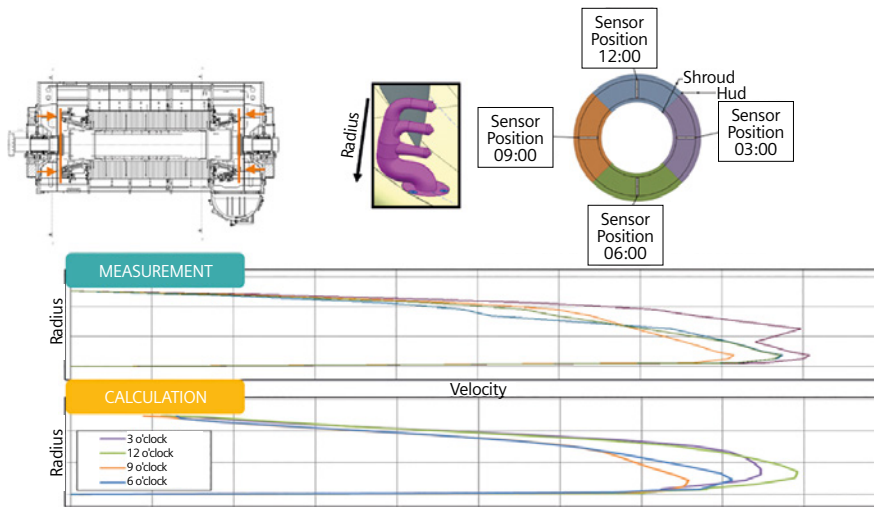 Sensor
Position
12:00
Shroud
Hud
Sensor
Position
09:00
Sensor
Position
03:00
Sensor
Position
06:00
Radius
MEASUREMENT
Radius
Velocity
CALCULATION
Radius
3 o'clock
12 o'clock
9 o'clock
6 o'clock